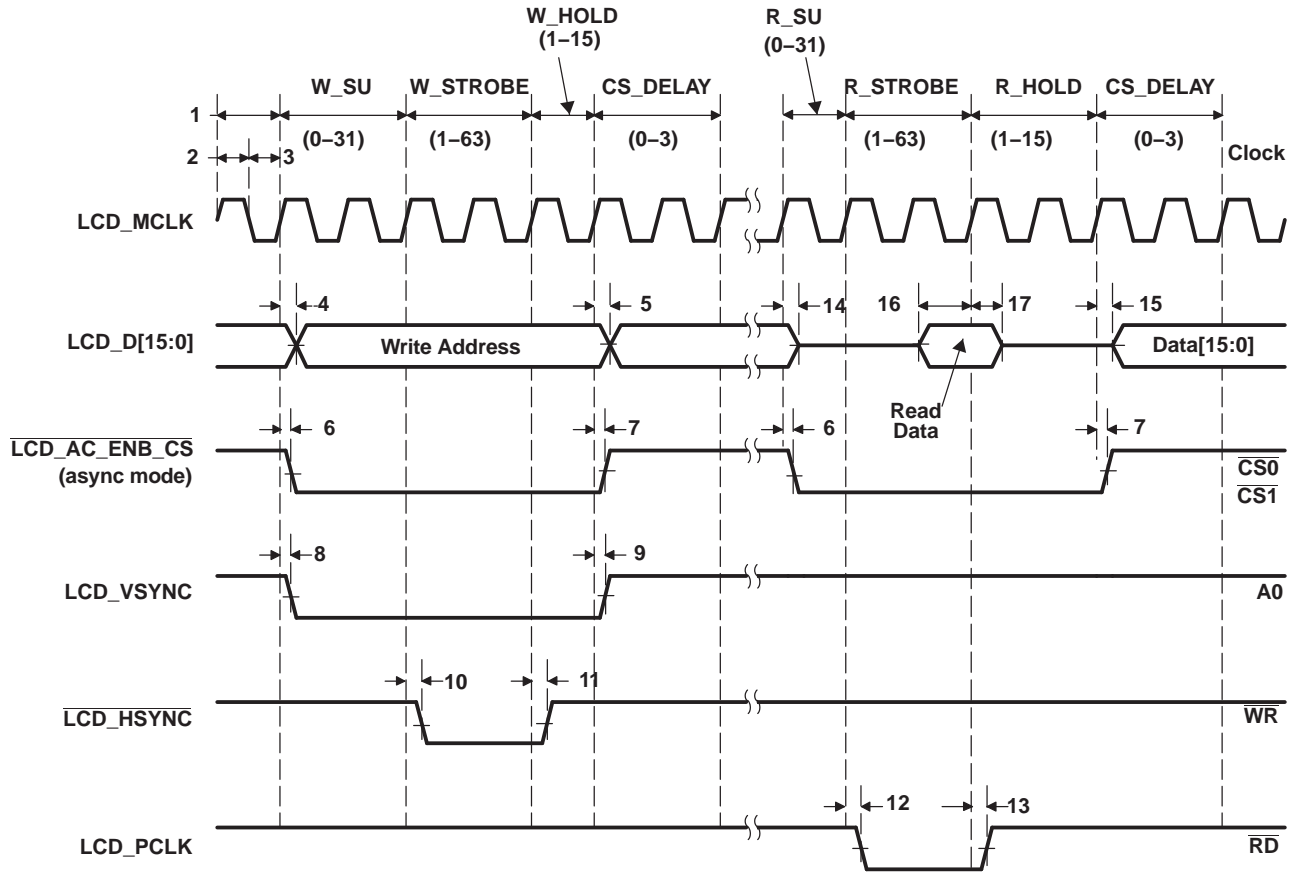 W_HOLD
(1–15)
R_SU
(0–31)
W_SU
W_STROBE
CS_DELAY
R_STROBE
R_HOLD
CS_DELAY
1
(0–31)
(1–63)
(0–3)
(1–63)
(1–15)
(0–3)
2
3
Clock
LCD_MCLK
4
5
14
16
17
15
LCD_D[15:0]
Write Address
Data[15:0]
Read
Data
6
7
6
7
LCD_AC_ENB_CS
(async mode)
CS0
CS1
8
9
LCD_VSYNC
A0
10
11
LCD_HSYNC
WR
12
13
LCD_PCLK
RD